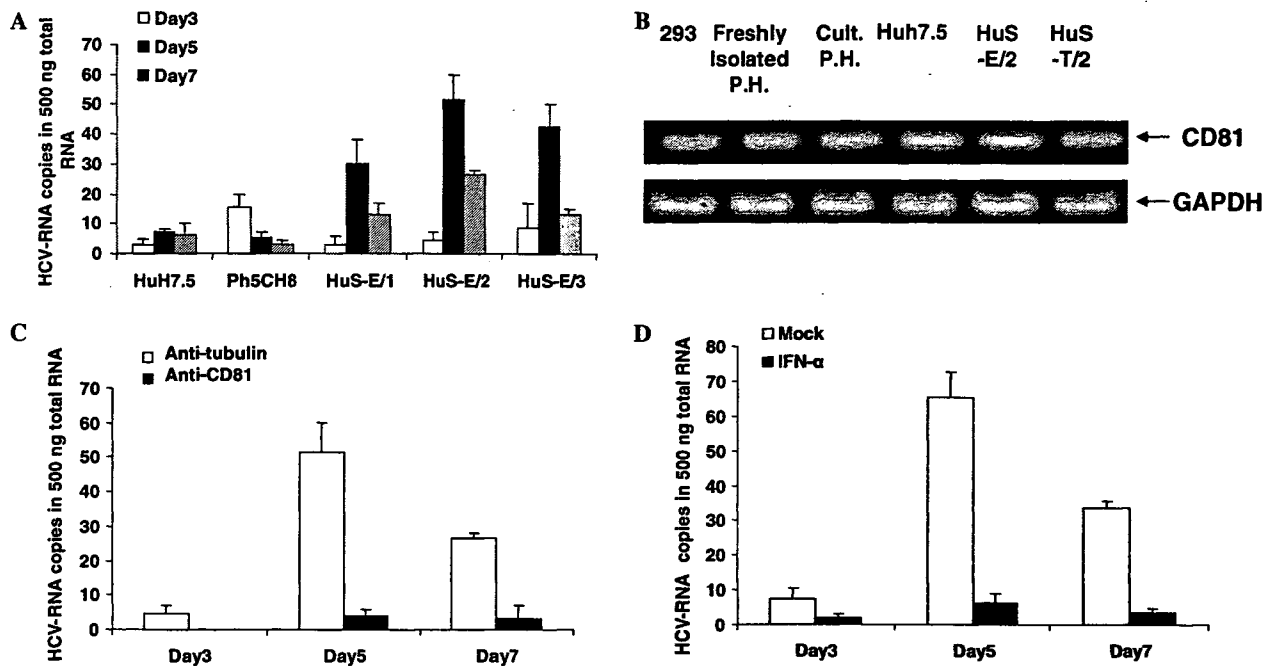 A
Day3
Day5
Day7
HCV-RNA copies in 500 ng total
RNA
70
60
50
40
30
20
10
0
HuH7.5 Ph5CH8 HuS-E/1 HuS-E/2 HuS-E/3
B
293 Freshly Cult. Huh7.5 HuS HuS
Isolated P.H. -E/2 -T/2
P.H.
CD81
GAPDH
C
Anti-tubulin
Anti-CD81
HCV-RNA copies in 500 ng total RNA
70
60
50
40
30
20
10
0
Day3 Day5 Day7
D
Mock
IFN-α
HCV-RNA copies in 500 ng total RNA
80
70
60
50
40
30
20
10
0
Day3 Day5 Day7